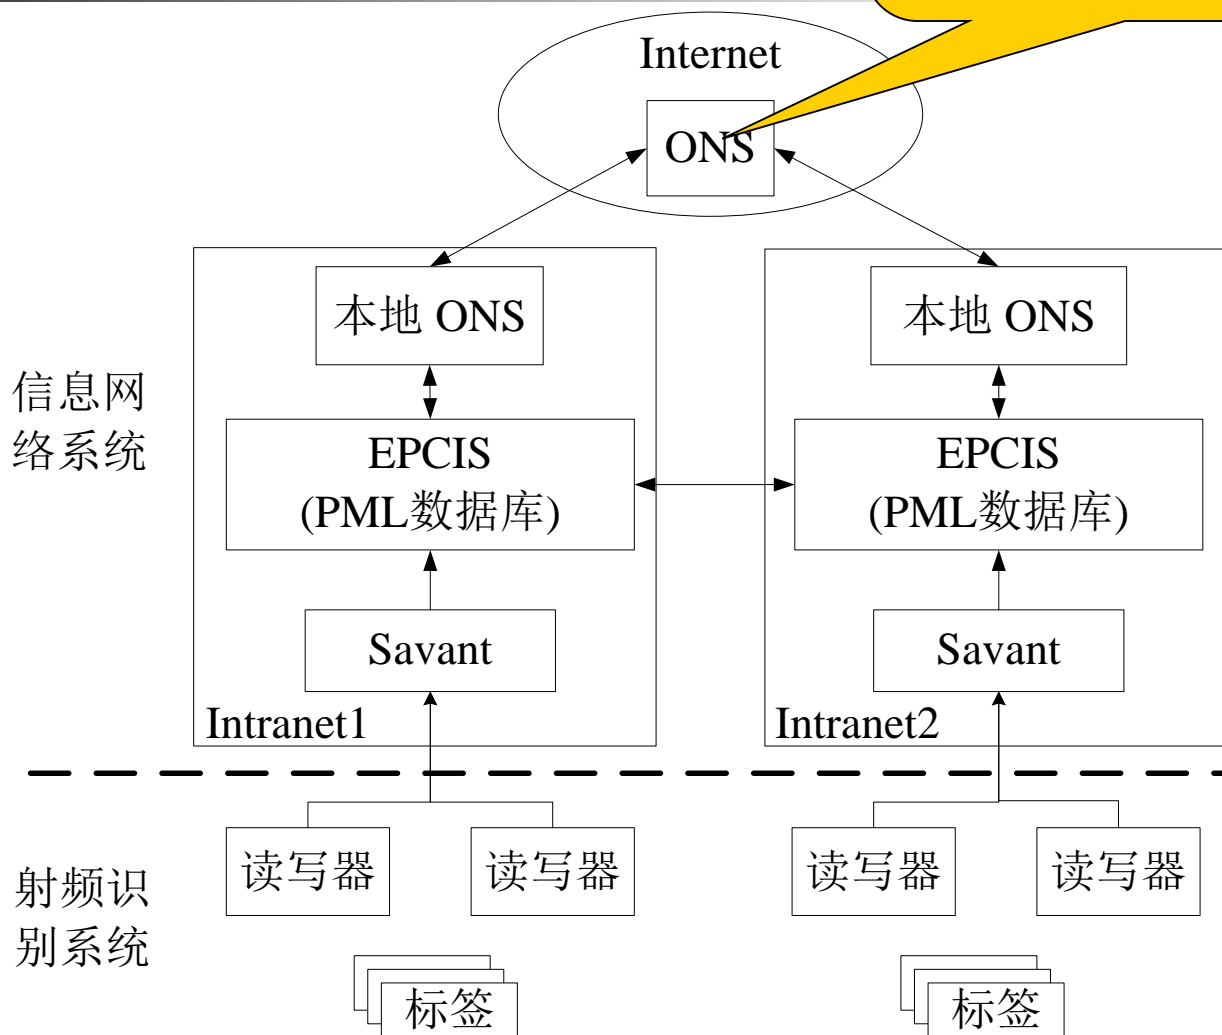 Internet
ONS
本地 ONS
本地 ONS
信息网
络系统
EPCIS
(PML数据库)
EPCIS
(PML数据库)
Savant
Savant
Intranet1
Intranet2
读写器
读写器
读写器
读写器
射频识
别系统
标签
标签